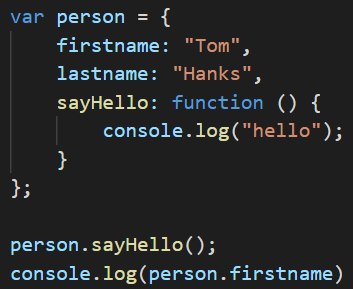 var person = {
    firstname: "Tom",
    lastname: "Hanks",
    sayHello: function () {
        console.log("hello");
    }
};

person.sayHello();
console.log(person.firstname)